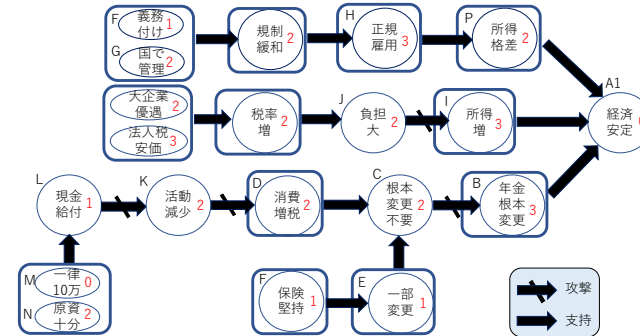 F 義務
付け 1
G 国で
管理 2
規制
緩和 2
H 正規
雇用 3
P 所得
格差 2
大企業
優遇 2
法人税
安価 3
税率
増 2
J 負担
大 2
I 所得
増 3
A1
経済
安定
L 現金
給付 1
K 活動
減少 2
D 消費
増税 2
C 根本
変更 2
不要
B 年金
根本 3
変更
M 一律
10万 0
N 原資
十分 2
F 保険
堅持 1
E 一部
変更 1
攻撃
支持